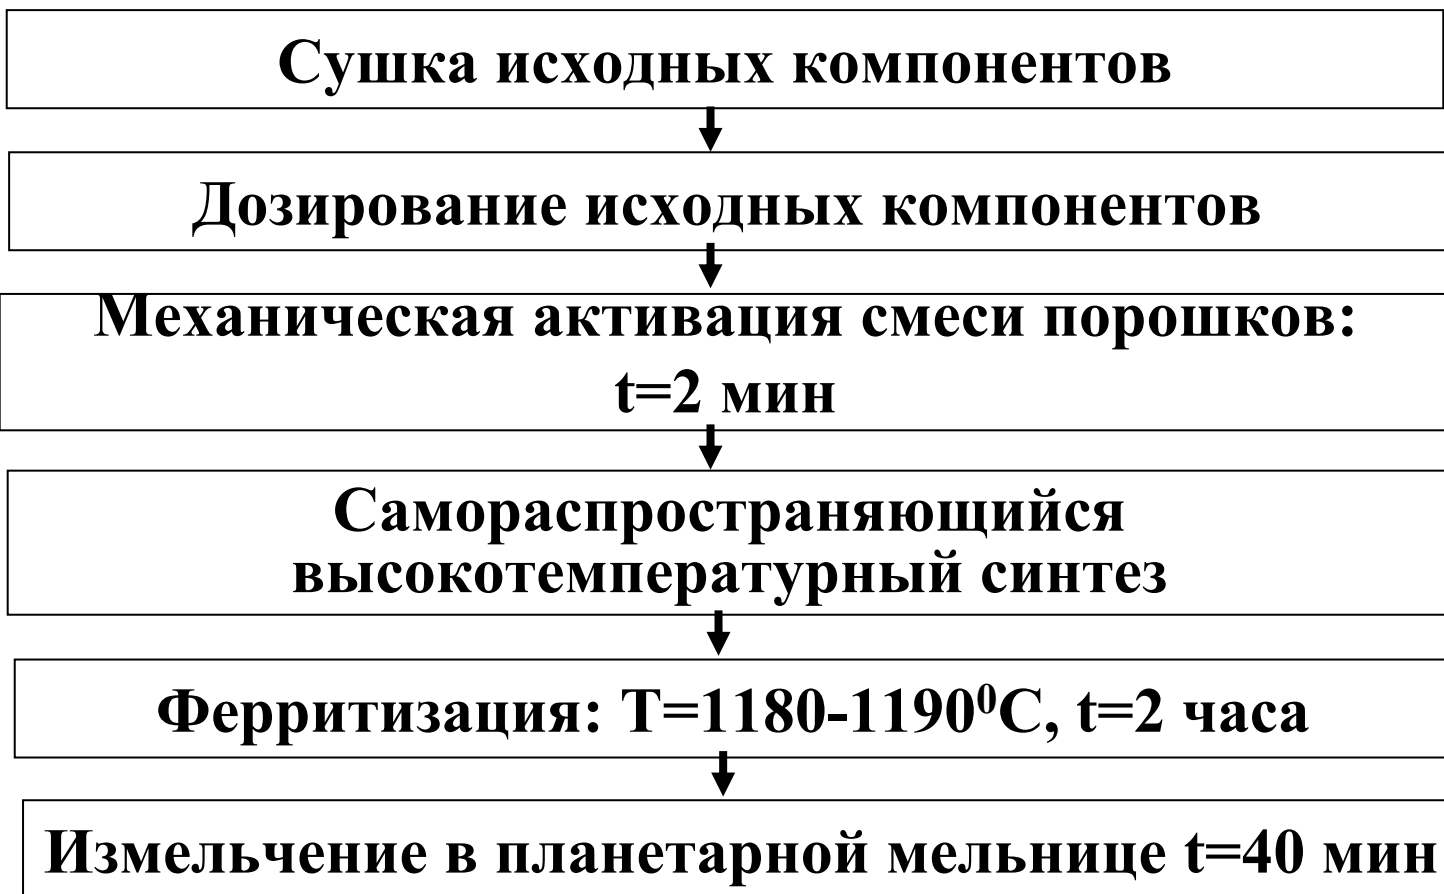 Сушка исходных компонентов
Дозирование исходных компонентов
Механическая активация смеси порошков:
t=2 мин
Самораспространяющийся
высокотемпературный синтез
Ферритизация: Т=1180-1190⁰С, t=2 часа
Измельчение в планетарной мельнице t=40 мин